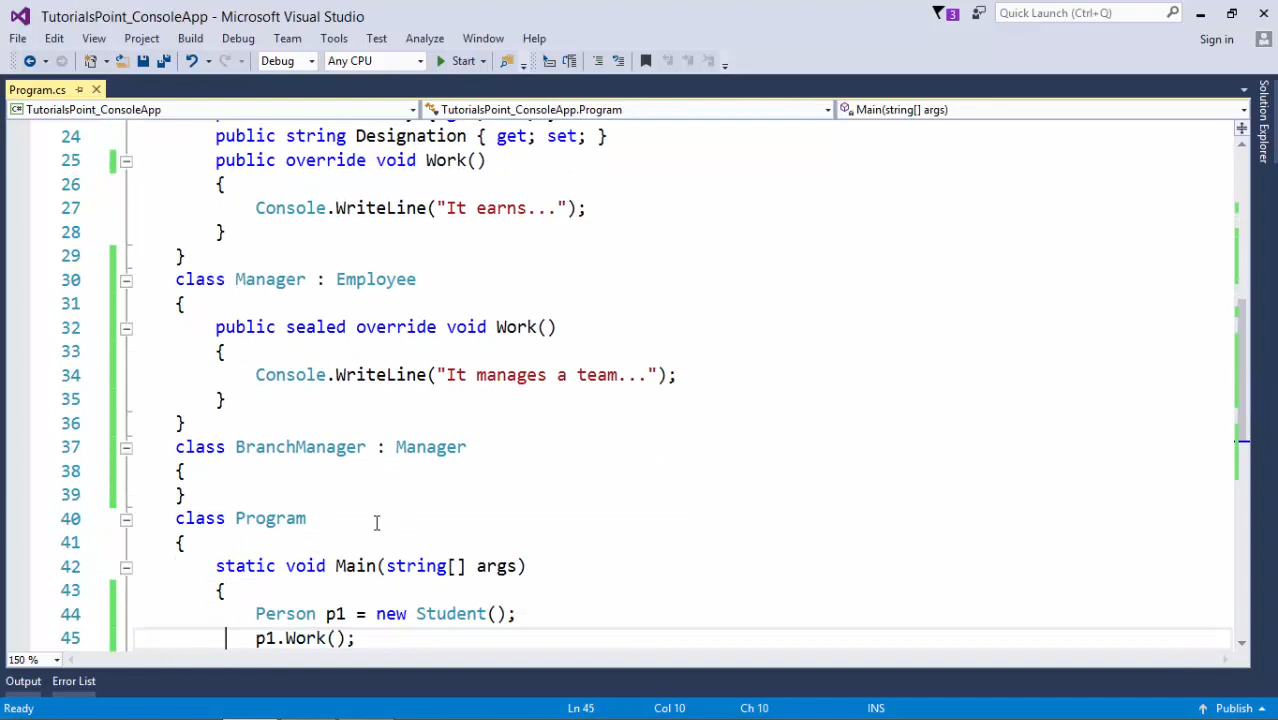 TutorialsPoint_ConsoleApp - Microsoft Visual Studio
3
Quick Launch (Ctrl+Q)
File Edit View Project Build Debug Team Tools Test Analyze Window Help
Sign in
Debug Any CPU Start
Program.cs
Solution Explorer
TutorialsPoint_ConsoleApp TutorialsPoint_ConsoleApp.Program Main(string[] args)
24 public string Designation { get; set; }
25 public override void Work()
26 {
27 Console.WriteLine("It earns...");
28 }
29 }
30 class Manager : Employee
31 {
32 public sealed override void Work()
33 {
34 Console.WriteLine("It manages a team...");
35 }
36 }
37 class BranchManager : Manager
38 {
39 }
40 class Program
41 {
42 static void Main(string[] args)
43 {
44 Person p1 = new Student();
45 p1.Work();
150 %
Output Error List
Ready Ln 45 Col 10 Ch 10 INS Publish